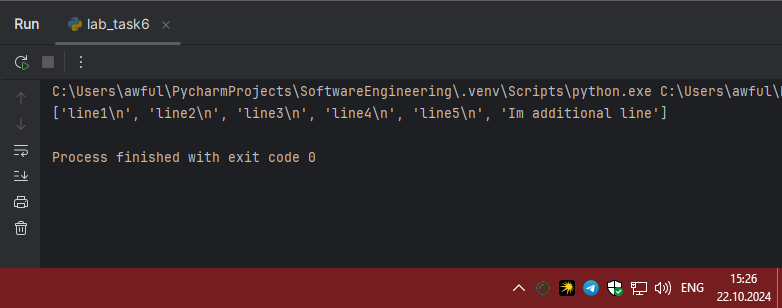 Run lab_task6
C:\Users\awful\PycharmProjects\SoftwareEngineering\.venv\Scripts\python.exe C:\Users\awful\
['line1\n', 'line2\n', 'line3\n', 'line4\n', 'line5\n', 'Im additional line']
Process finished with exit code 0
ENG
15:26
22.10.2024